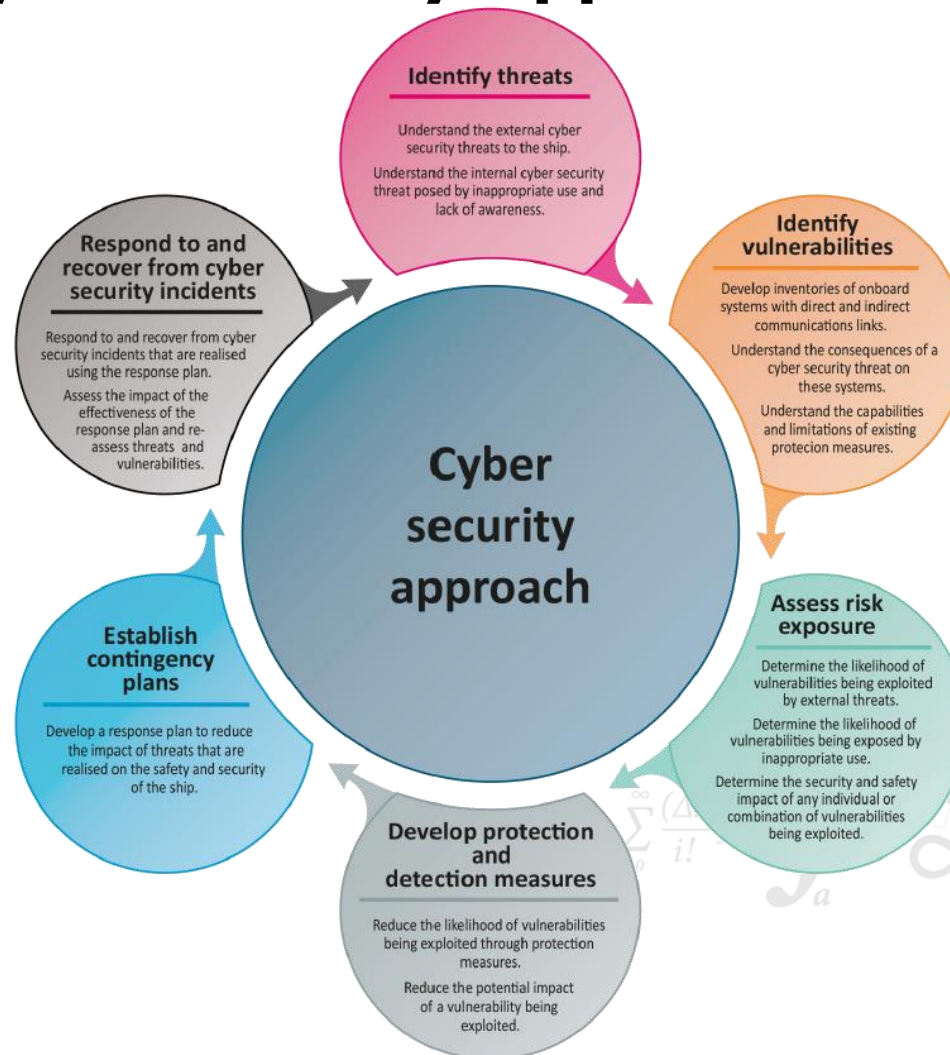 Identify threats
Understand the external cyber
security threats to the ship.
Understand the internal cyber security
threat posed by inappropriate use and
lack of awareness.
Identify
vulnerabilities
Develop inventories of onboard
systems with direct and indirect
communications links.
Understand the consequences of a
cyber security threat on
these systems.
Understand the capabilities
and limitations of existing
protecion measures.
Assess risk
exposure
Determine the likelihood of
vulnerabilities being exploited
by external threats.
Determine the likelihood of
vulnerabilities being exposed by
inappropriate use.
Determine the security and safety
impact of any individual or
combination of vulnerabilities
being exploited.
Develop protection
and
detection measures
Reduce the likelihood of vulnerabilities
being exploited through protection
measures.
Reduce the potential impact
of a vulnerability being
exploited.
Establish
contingency
plans
Develop a response plan to reduce
the impact of threats that are
realised on the safety and security
of the ship.
Respond to and
recover from cyber
security incidents
Respond to and recover from cyber
security incidents that are realised
using the response plan.
Assess the impact of the
effectiveness of the
response plan and re-
assess threats and
vulnerabilities.
Cyber
security
approach